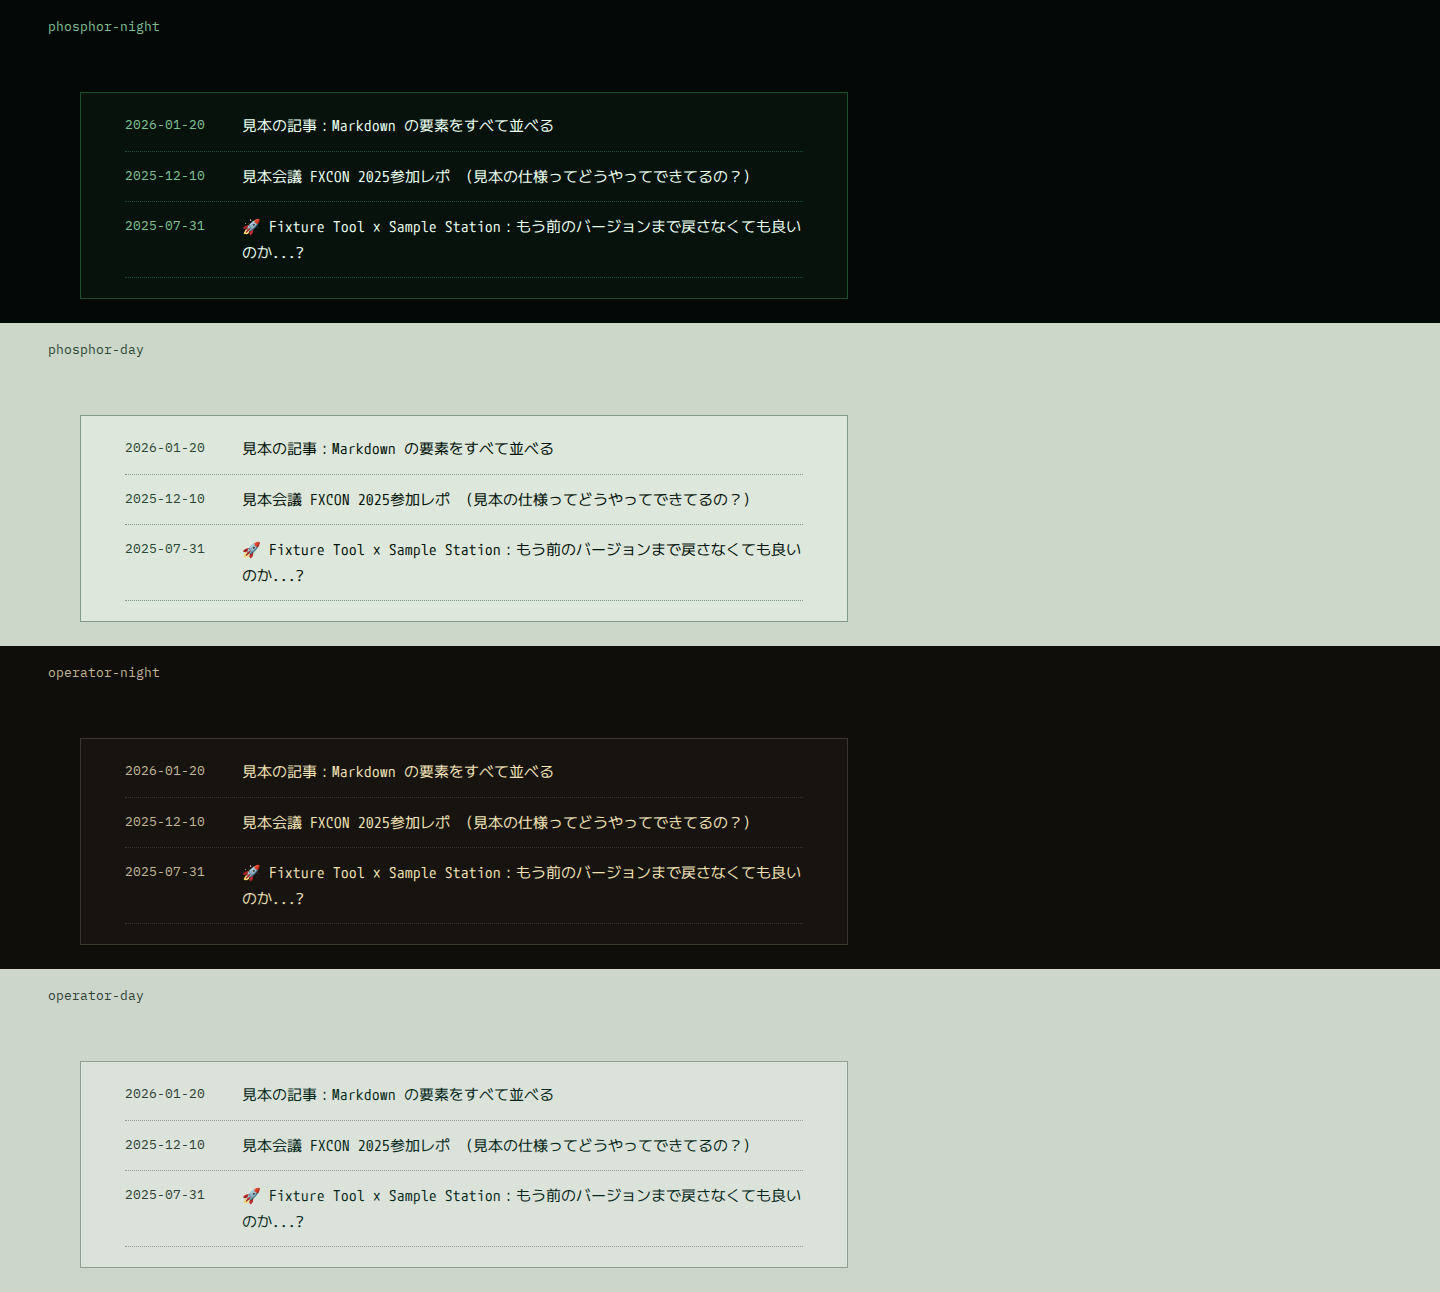 phosphor-night
2026-01-20 見本の記事：Markdown の要素をすべて並べる
2025-12-10 見本会議 FXCON 2025参加レポ （見本の仕様ってどうやってできてるの？）
2025-07-31 🚀 Fixture Tool x Sample Station：もう前のバージョンまで戻さなくても良い
のか...?
phosphor-day
2026-01-20 見本の記事：Markdown の要素をすべて並べる
2025-12-10 見本会議 FXCON 2025参加レポ （見本の仕様ってどうやってできてるの？）
2025-07-31 🚀 Fixture Tool x Sample Station：もう前のバージョンまで戻さなくても良い
のか...?
operator-night
2026-01-20 見本の記事：Markdown の要素をすべて並べる
2025-12-10 見本会議 FXCON 2025参加レポ （見本の仕様ってどうやってできてるの？）
2025-07-31 🚀 Fixture Tool x Sample Station：もう前のバージョンまで戻さなくても良い
のか...?
operator-day
2026-01-20 見本の記事：Markdown の要素をすべて並べる
2025-12-10 見本会議 FXCON 2025参加レポ （見本の仕様ってどうやってできてるの？）
2025-07-31 🚀 Fixture Tool x Sample Station：もう前のバージョンまで戻さなくても良い
のか...?